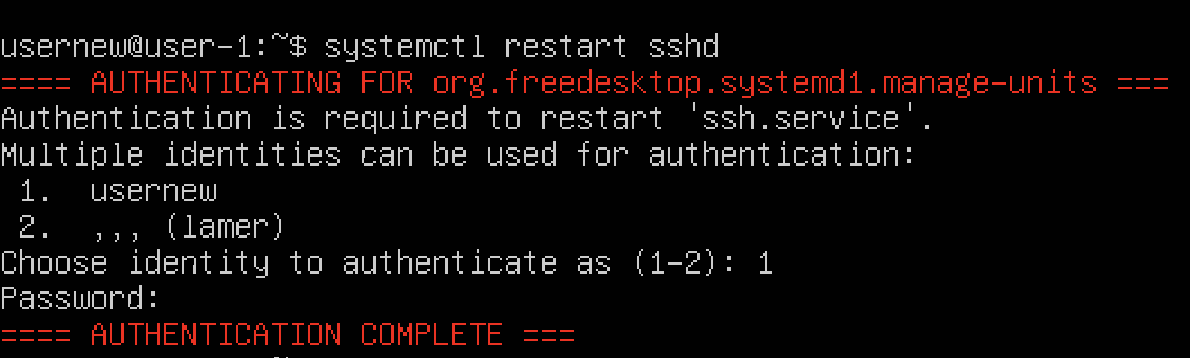 usernew@user-1:~$ systemctl restart sshd
==== AUTHENTICATING FOR org.freedesktop.systemd1.manage-units ===
Authentication is required to restart 'ssh.service'.
Multiple identities can be used for authentication:
 1.  usernew
 2.  ,,, (lamer)
Choose identity to authenticate as (1-2): 1
Password:
==== AUTHENTICATION COMPLETE ===